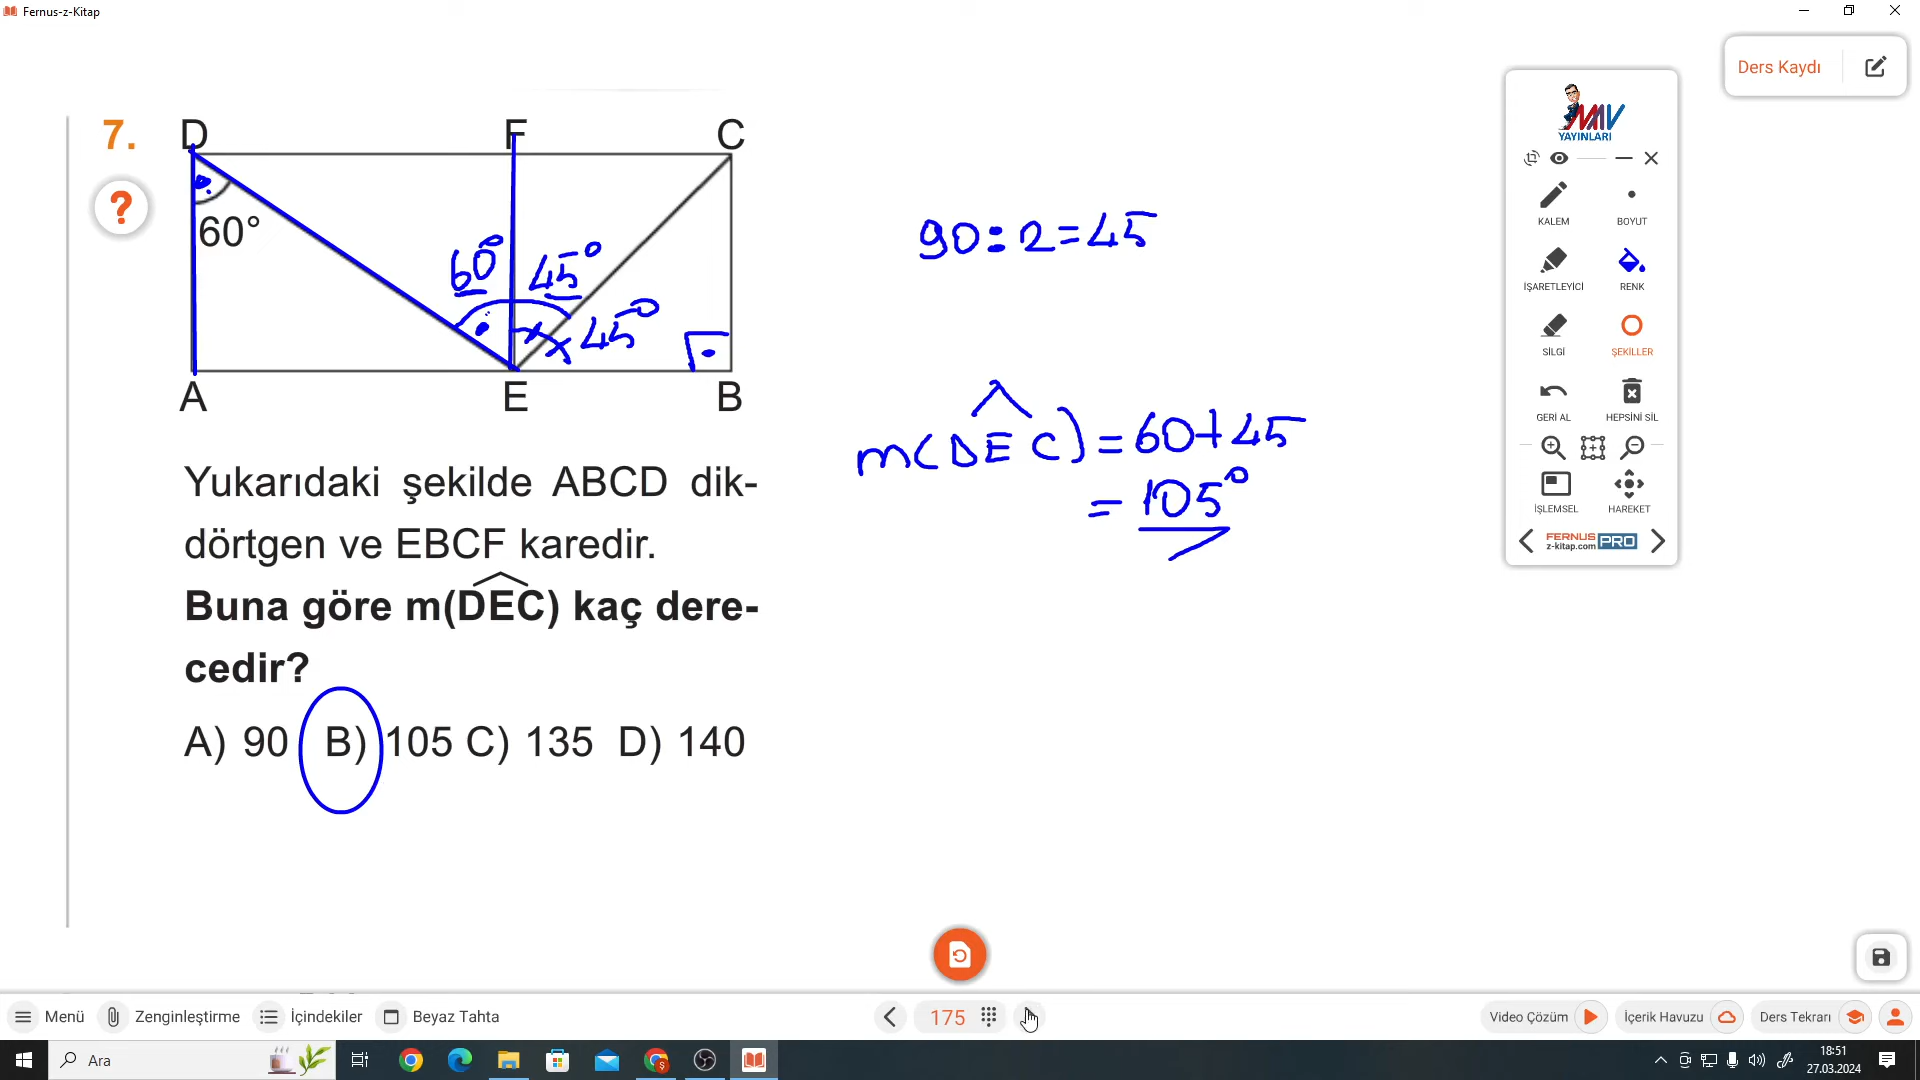 Fernus-z-Kitap
Ders Kaydı
MMV
YAYINLARI
KALEM
BOYUT
İŞARETLEYİCİ
RENK
SİLGİ
ŞEKİLLER
GERİ AL
HEPSİNİ SİL
İŞLEMSEL
HAREKET
FERNUS
z-kitap.com PRO
7.
D F C
?
60°
60° 45°
45°
A E B
90:2=45
m(DEC)=60+45
=105°
Yukarıdaki şekilde ABCD dik-
dörtgen ve EBCF karedir.
Buna göre m(DEC) kaç dere-
cedir?
A) 90 B) 105 C) 135 D) 140
Menü Zenginleştirme İçindekiler Beyaz Tahta
175
Video Çözüm İçerik Havuzu Ders Tekrarı
Ara
18:51
27.03.2024